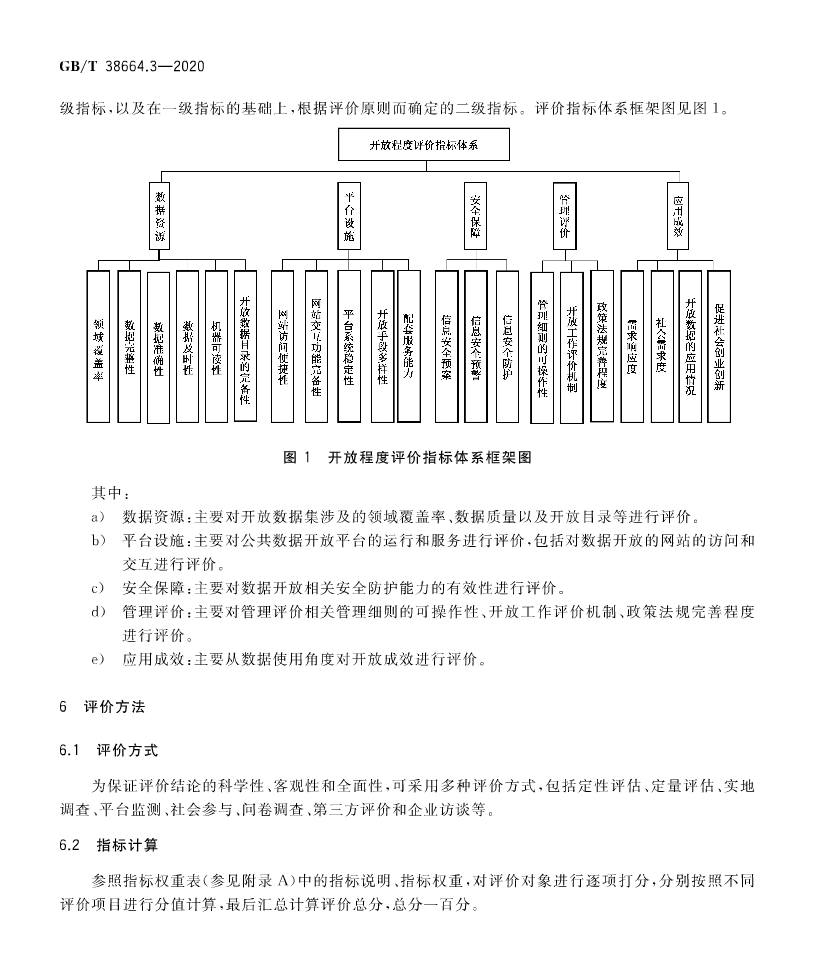 GB/T 38664.3—2020
级指标,以及在一级指标的基础上,根据评价原则而确定的二级指标。评价指标体系框架图见图 1。
开放程度评价指标体系
数据资源
平台设施
安全保障
管理评价
应用成效
领域覆盖率
数据完整性
数据准确性
数据及时性
机器可读性
开放数据目录的完备性
网站访问便捷性
网站交互功能完备性
平台系统稳定性
开放手段多样性
配套服务能力
信息安全预案
信息安全预警
信息安全防护
管理细则的可操作性
开放工作评价机制
政策法规完善程度
需求响应度
社会需求度
开放数据的应用情况
促进社会创业创新
图 1 开放程度评价指标体系框架图
其中:
a) 数据资源:主要对开放数据集涉及的领域覆盖率、数据质量以及开放目录等进行评价。
b) 平台设施:主要对公共数据开放平台的运行和服务进行评价,包括对数据开放的网站的访问和
交互进行评价。
c) 安全保障:主要对数据开放相关安全防护能力的有效性进行评价。
d) 管理评价:主要对管理评价相关管理细则的可操作性、开放工作评价机制、政策法规完善程度
进行评价。
e) 应用成效:主要从数据使用角度对开放成效进行评价。
6 评价方法
6.1 评价方式
为保证评价结论的科学性、客观性和全面性,可采用多种评价方式,包括定性评估、定量评估、实地
调查、平台监测、社会参与、问卷调查、第三方评价和企业访谈等。
6.2 指标计算
参照指标权重表(参见附录 A)中的指标说明、指标权重,对评价对象进行逐项打分,分别按照不同
评价项目进行分值计算,最后汇总计算评价总分,总分一百分。